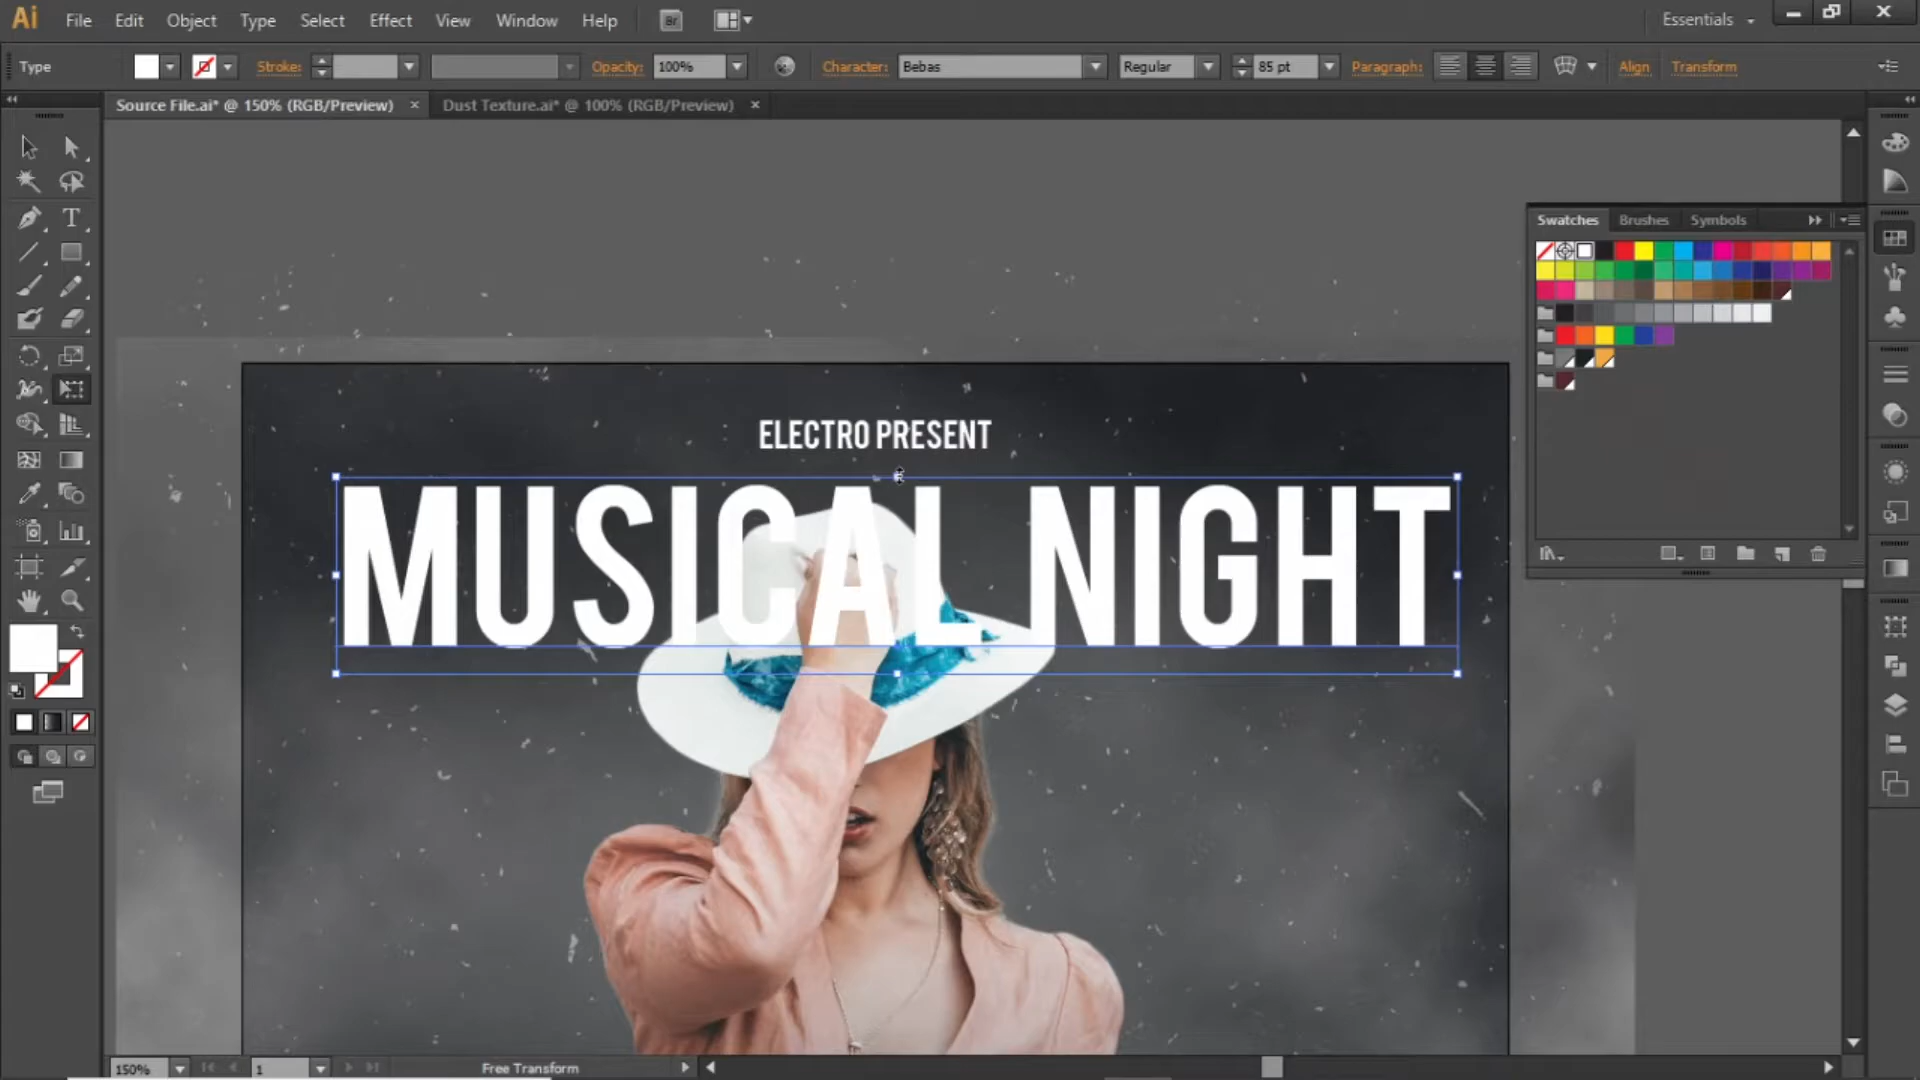 Ai File Edit Object Type Select Effect View Window Help Br Essentials
Type Stroke: Opacity: 100% Character: Bebas Regular 85 pt Paragraph: Align Transform
Source File.ai* @ 150% (RGB/Preview) Dust Texture.ai* @ 100% (RGB/Preview)
Swatches Brushes Symbols
ELECTRO PRESENT
MUSICAL NIGHT
150% 1 Free Transform